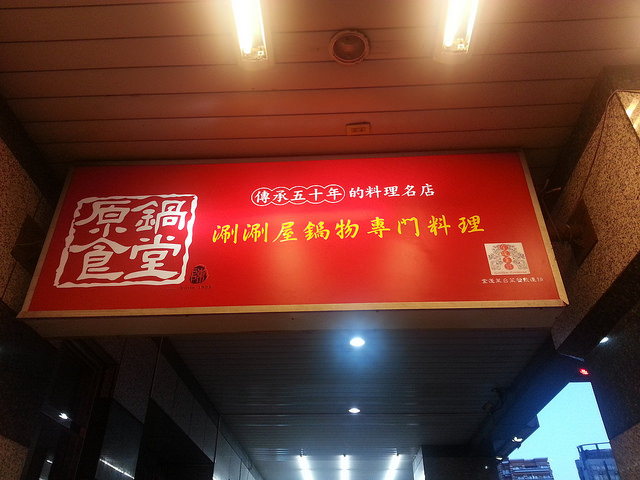 原鍋
食堂
傳承五十年的料理名店
涮涮屋鍋物專門料理